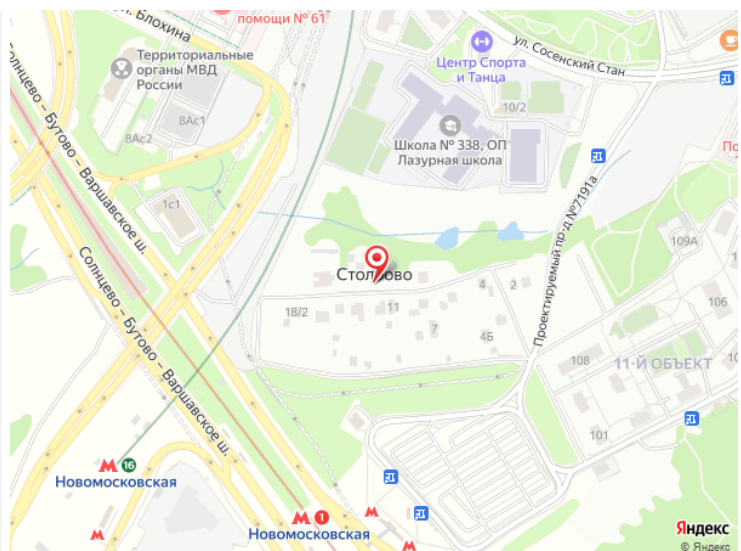 ул. Блохина
помощи № 61
Территориальные
органы МВД
России
8Ас1
8Ас2
1с1
Солнцево – Бутово – Варшавское ш.
Солнцево – Бутово – Варшавское ш.
Центр Спорта
и Танца
ул. Сосенский Стан
10/2
Школа № 338, ОП
Лазурная школа
Проектируемый пр-д №7191а
По
109А
106
108
11-Й ОБЪЕКТ
101
18/2
11
7
4
2
4Б
М 16
Новомосковская
М 1
Новомосковская
М
М
М
Яндекс
© Яндекс